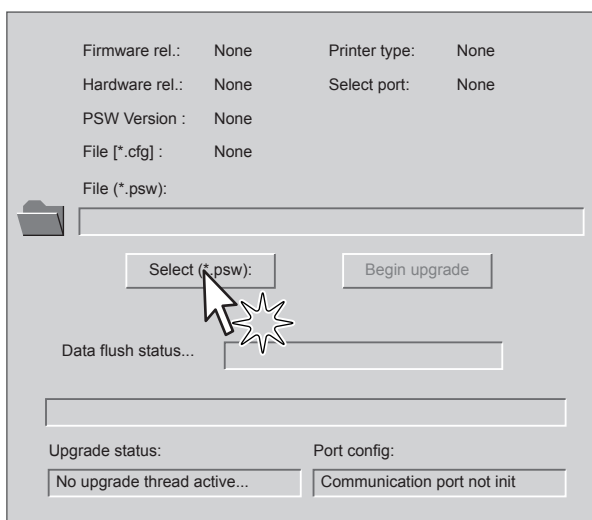 Firmware rel.: None Printer type: None
Hardware rel.: None Select port: None
PSW Version : None
File [*.cfg] : None
File (*.psw):
Select (*.psw): Begin upgrade
Data flush status...
Upgrade status: Port config:
No upgrade thread active... Communication port not init